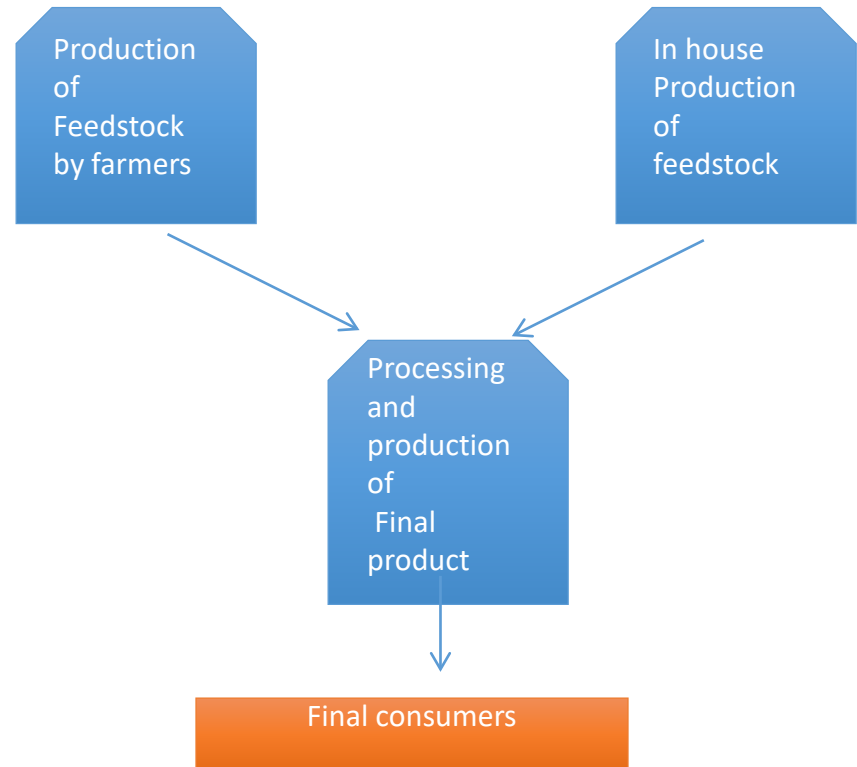 Production
of
Feedstock
by farmers
In house
Production
of
feedstock
Processing
and
production
of
Final
product
Final consumers